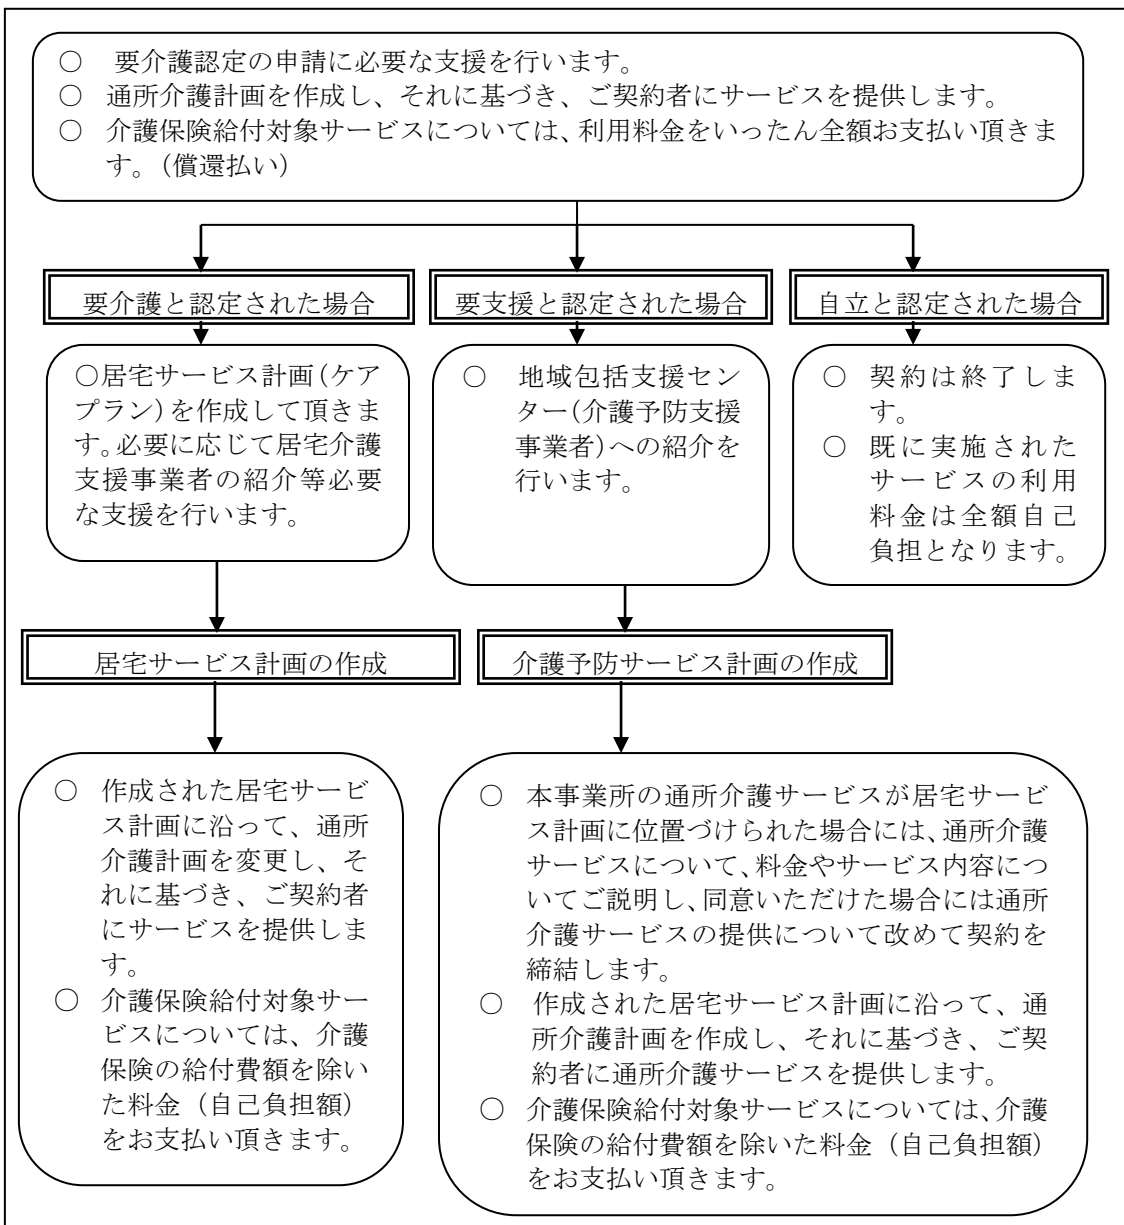 ○ 要介護認定の申請に必要な支援を行います。
○ 通所介護計画を作成し、それに基づき、ご契約者にサービスを提供します。
○ 介護保険給付対象サービスについては、利用料金をいったん全額お支払い頂きま
す。(償還払い)
要介護と認定された場合
要支援と認定された場合
自立と認定された場合
○居宅サービス計画(ケア
プラン)を作成して頂きま
す。必要に応じて居宅介護
支援事業者の紹介等必要
な支援を行います。
○ 地域包括支援セン
ター(介護予防支援
事業者)への紹介を
行います。
○ 契約は終了しま
す。
○ 既に実施された
サービスの利用
料金は全額自己
負担となります。
居宅サービス計画の作成
介護予防サービス計画の作成
○ 作成された居宅サービ
ス計画に沿って、通所
介護計画を変更し、そ
れに基づき、ご契約者
にサービスを提供しま
す。
○ 介護保険給付対象サー
ビスについては、介護
保険の給付費額を除い
た料金(自己負担額)
をお支払い頂きます。
○ 本事業所の通所介護サービスが居宅サービ
ス計画に位置づけられた場合には、通所介護
サービスについて、料金やサービス内容につ
いてご説明し、同意いただけた場合には通所
介護サービスの提供について改めて契約を
締結します。
○ 作成された居宅サービス計画に沿って、通
所介護計画を作成し、それに基づき、ご契
約者に通所介護サービスを提供します。
○ 介護保険給付対象サービスについては、介護
保険の給付費額を除いた料金(自己負担額)
をお支払い頂きます。